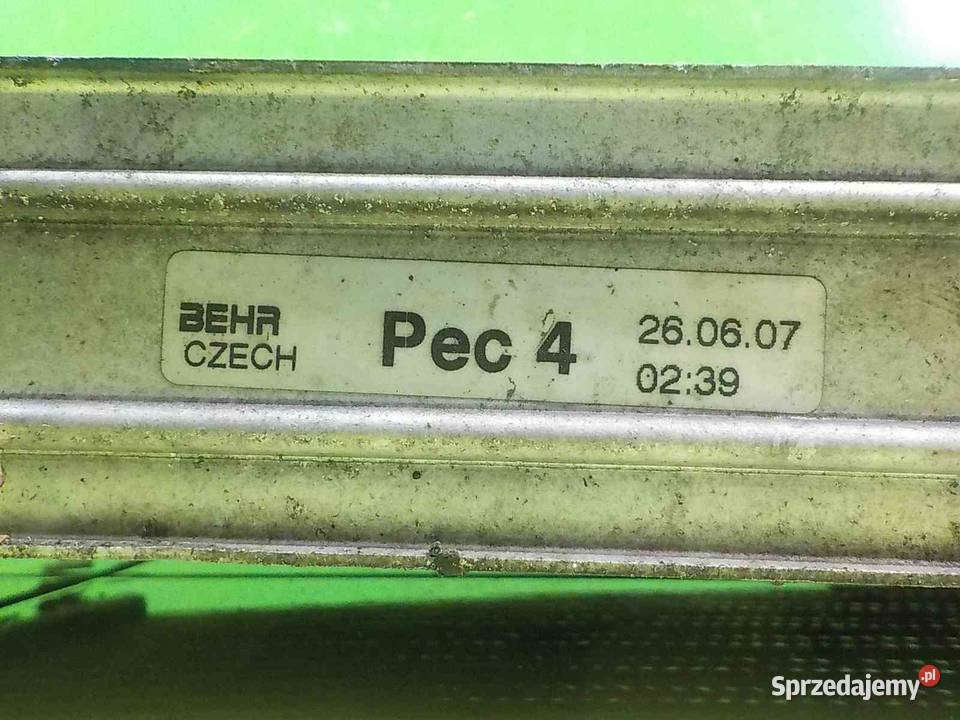 BEHR
CZECH
Pec 4
26.06.07
02:39
Sprzedajemy.pl